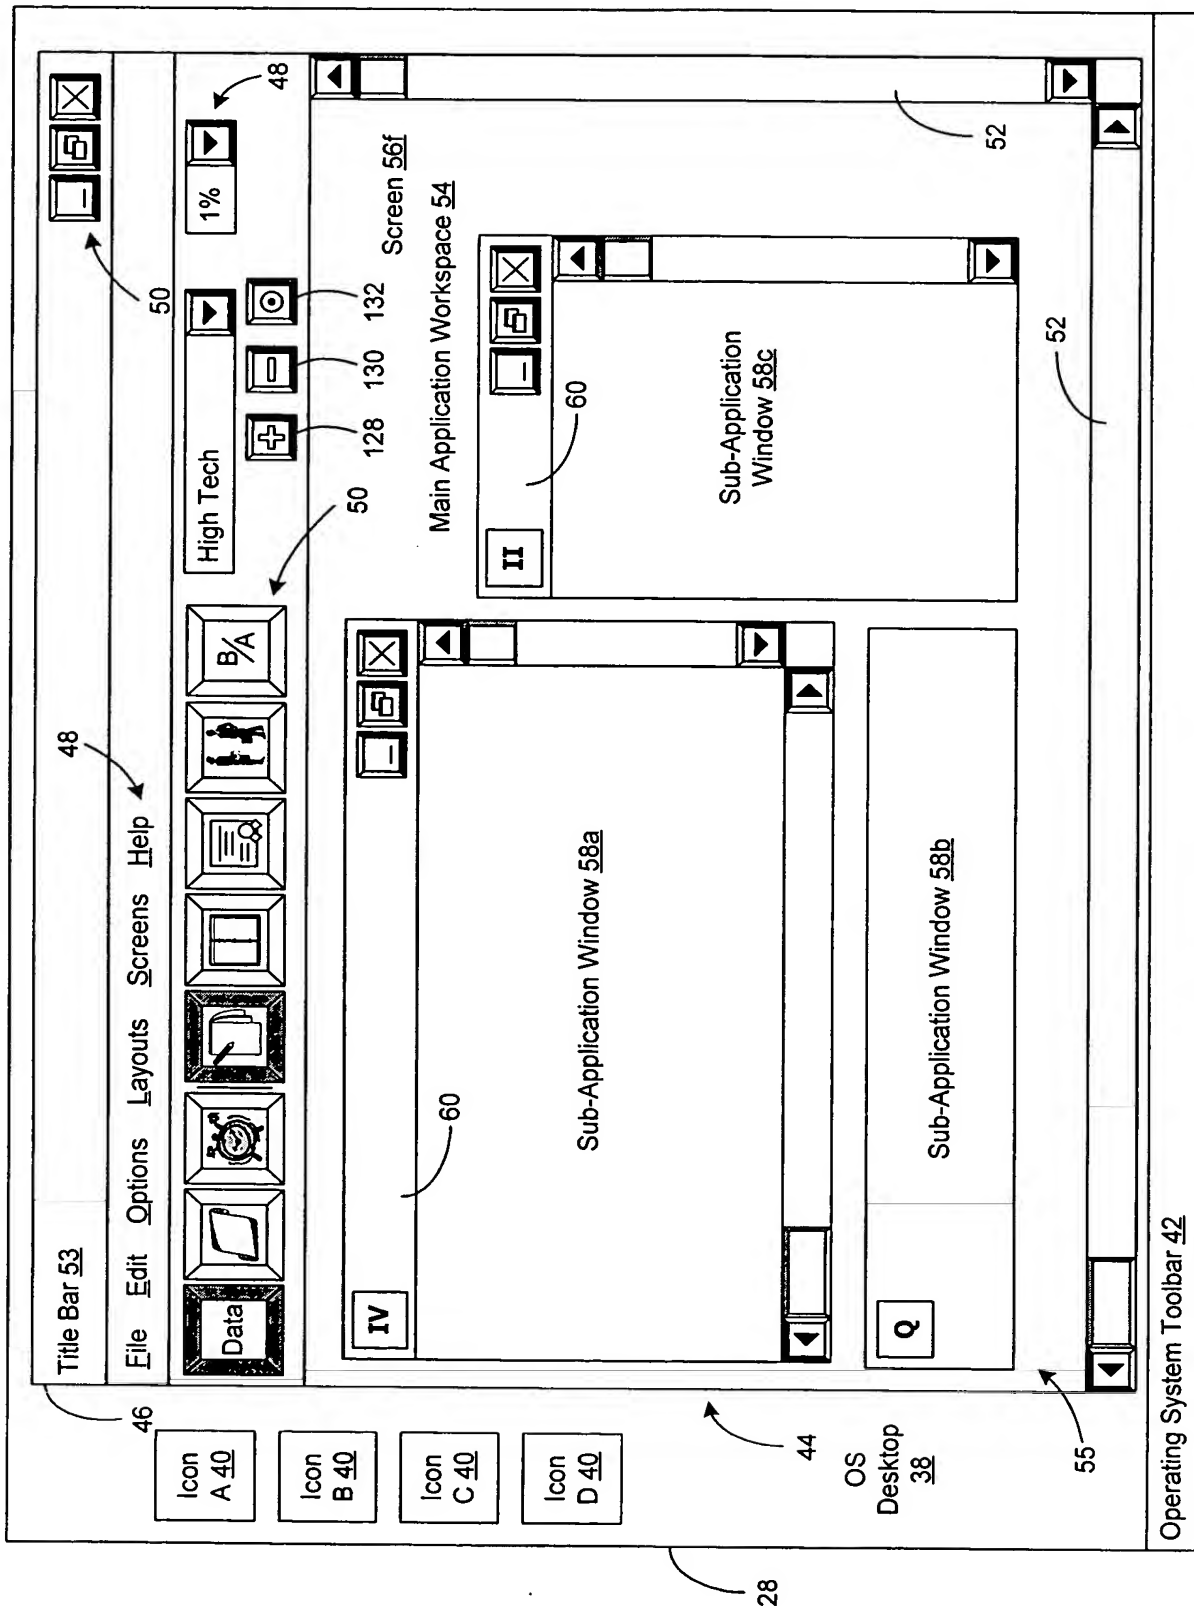 Title Bar 53
50
File Edit Options Layouts Screens Help
48
Data
B/A
High Tech
1%
48
50
128
130
132
46
Icon
A 40
Icon
B 40
Icon
C 40
Icon
D 40
Screen 56f
Main Application Workspace 54
IV
60
Sub-Application Window 58a
II
60
Sub-Application
Window 58c
52
Q
Sub-Application Window 58b
52
44
OS
Desktop
38
55
Operating System Toolbar 42
28